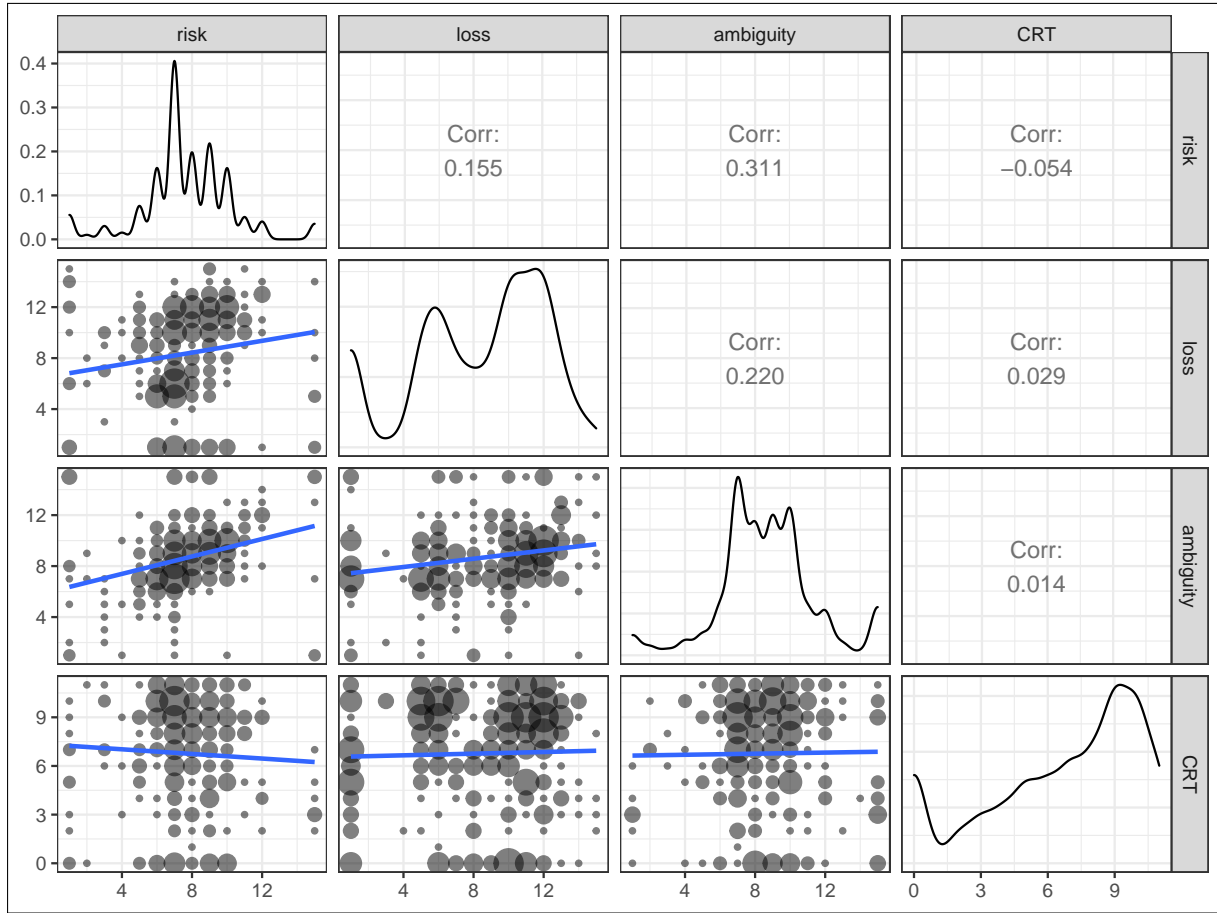 risk loss ambiguity CRT
0.4
0.3
0.2
0.1
0.0
Corr: Corr: Corr:
0.155 0.311 −0.054
risk
12
8
4
Corr: Corr:
0.220 0.029
loss
12
8
4
Corr:
0.014
ambiguity
9
6
3
0
CRT
4 8 12 4 8 12 4 8 12 0 3 6 9